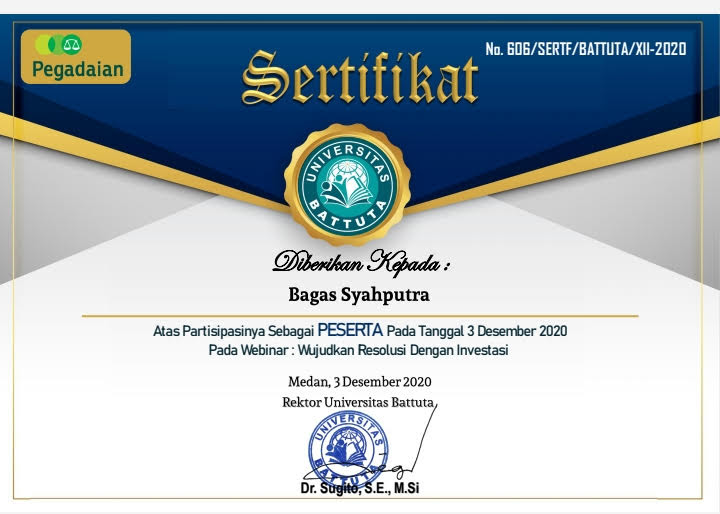 Pegadaian
No. 606/SERTF/BATTUTA/XII-2020
Sertifikat
UNIVERSITAS
BATTUTA
Diberikan Kepada :
Bagas Syahputra
Atas Partisipasinya Sebagai PESERTA Pada Tanggal 3 Desember 2020
Pada Webinar : Wujudkan Resolusi Dengan Investasi
Medan, 3 Desember 2020
Rektor Universitas Battuta
UNIVERSITAS
BATTUTA
Dr. Sugito, S.E., M.Si